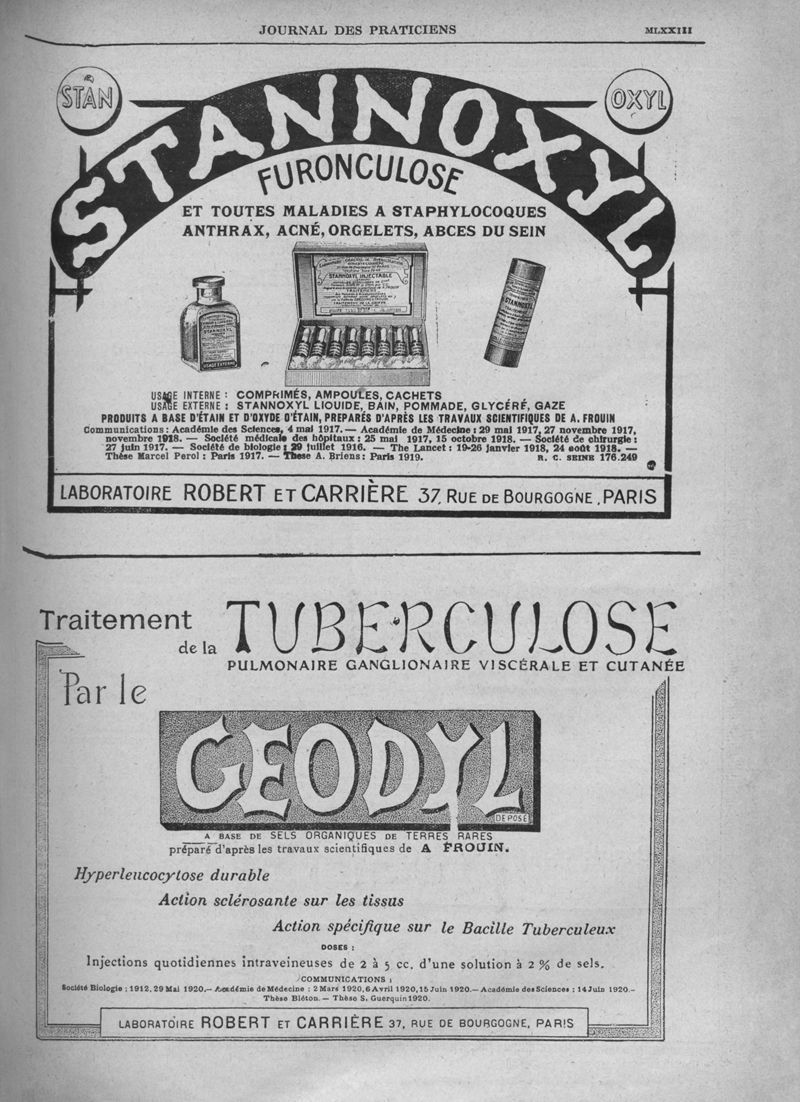 JOURNAL DES PRATICIENS
MLXXIII
STAN
OXYL
STANNOXYL
FURONCULOSE
ET TOUTES MALADIES A STAPHYLOCOQUES
ANTHRAX, ACNÉ, ORGELETS, ABCES DU SEIN
STANNOXYL INJECTABLE
TRAITEMENT
STANNOXYL
USAGE EXTERNE
STANNOXYL
USAGE INTERNE : COMPRIMÉS, AMPOULES, CACHETS
USAGE EXTERNE : STANNOXYL LIQUIDE, BAIN, POMMADE, GLYCÉRÉ, GAZE
PRODUITS A BASE D'ÉTAIN ET D'OXYDE D'ÉTAIN, PREPARÉS D'APRÈS LES TRAVAUX SCIENTIFIQUES DE A. FROUIN
Communications: Académie des Sciences, 4 mai 1917. — Académie de Médecine: 29 mai 1917, 27 novembre 1917,
novembre 1918. — Société médicale des hôpitaux : 25 mai 1917, 15 octobre 1918. — Société de chirurgie :
27 juin 1917. — Société de biologie : 29 juillet 1916. — The Lancet : 19-26 janvier 1918, 24 août 1918. —
Thèse Marcel Perol : Paris 1917. — These A. Briens: Paris 1919. R. C. SEINE 176.249
LABORATOIRE ROBERT ET CARRIÈRE 37, RUE DE BOURGOGNE, PARIS
Traitement
de la TUBERCULOSE
PULMONAIRE GANGLIONAIRE VISCÉRALE ET CUTANÉE
Par le
GEODYL
DEPOSÉ
A BASE DE SELS ORGANIQUES DE TERRES RARES
préparé d'après les travaux scientifiques de A FROUIN.
Hyperleucocytose durable
Action sclérosante sur les tissus
Action spécifique sur le Bacille Tuberculeux
DOSES :
Injections quotidiennes intraveineuses de 2 à 5 cc. d'une solution à 2 % de sels.
COMMUNICATIONS :
Société Biologie : 1912, 29 Mai 1920.— Académie de Médecine : 2 Mars 1920, 6 Avril 1920, 15 Juin 1920.— Académie des Sciences : 14 Juin 1920.—
Thèse Bléton. — Thèse S. Guerquin 1920.
LABORATOIRE ROBERT ET CARRIÈRE 37, RUE DE BOURGOGNE, PARIS